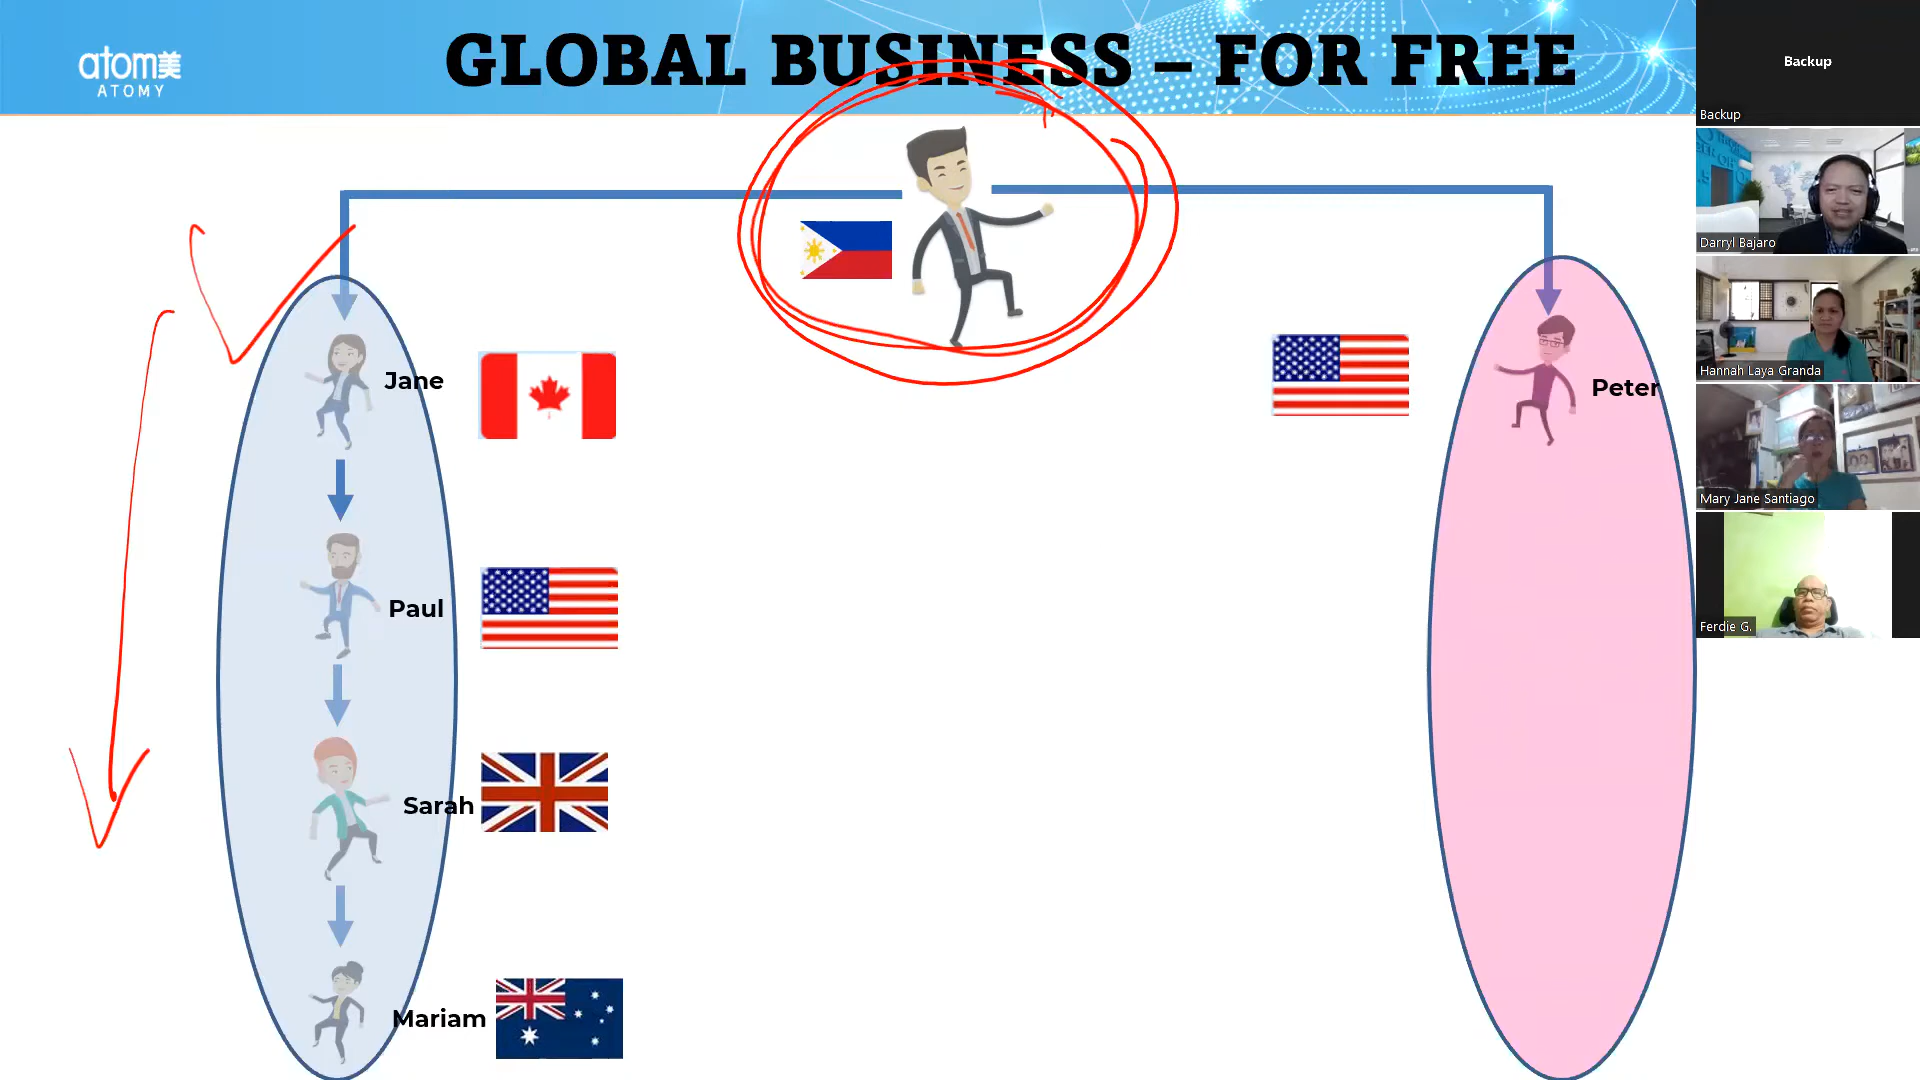 atom美
ATOMY
GLOBAL BUSINESS – FOR FREE
Jane
Peter
Paul
Sarah
Mariam
Backup
Backup
Darryl Bajaro
Hannah Laya Granda
Mary Jane Santiago
Ferdie G.